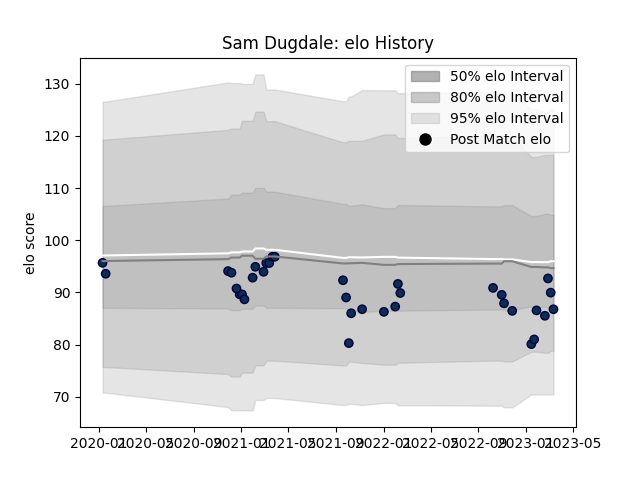 Sam Dugdale: elo History
50% elo Interval
80% elo Interval
95% elo Interval
Post Match elo
elo score
130
120
110
100
90
80
70
2020-01 2020-05 2020-09 2021-01 2021-05 2021-09 2022-01 2022-05 2022-09 2023-01 2023-05